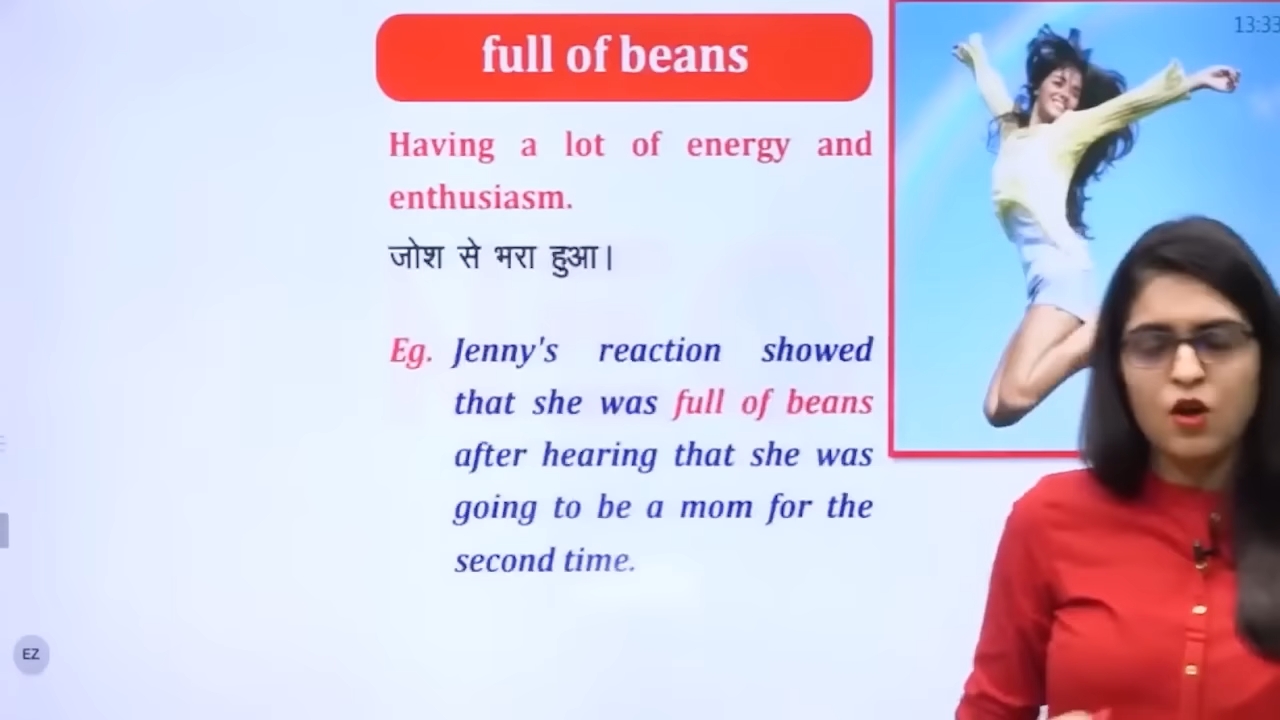 full of beans
13:33
Having a lot of energy and
enthusiasm.
जोश से भरा हुआ।
Eg. Jenny's reaction showed
that she was full of beans
after hearing that she was
going to be a mom for the
second time.
EZ